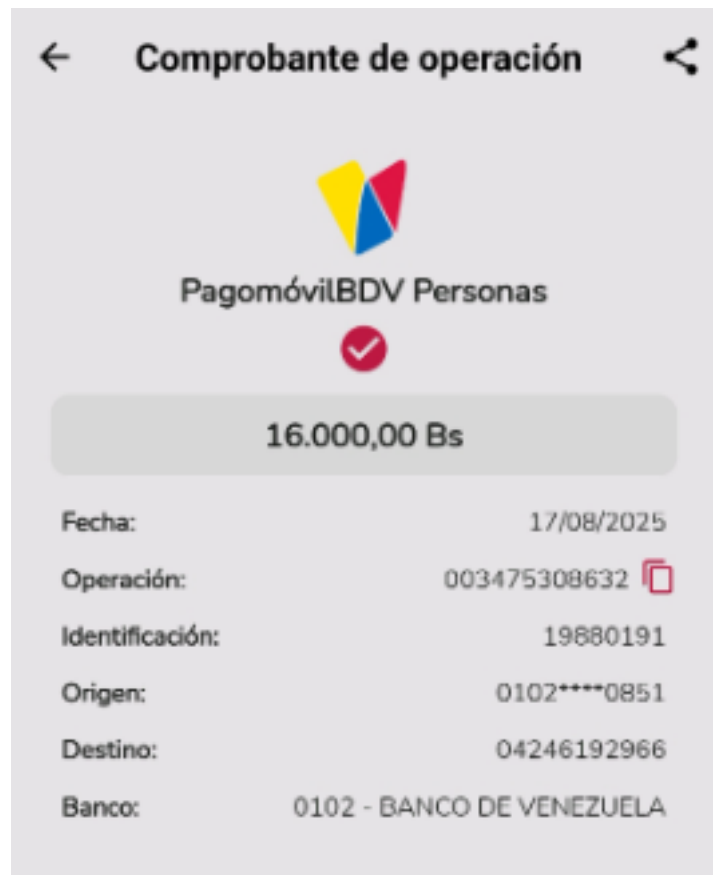 Comprobante de operación
PagomóvilBDV Personas
16.000,00 Bs
Fecha: 17/08/2025
Operación: 003475308632
Identificación: 19880191
Origen: 0102****0851
Destino: 04246192966
Banco: 0102 - BANCO DE VENEZUELA